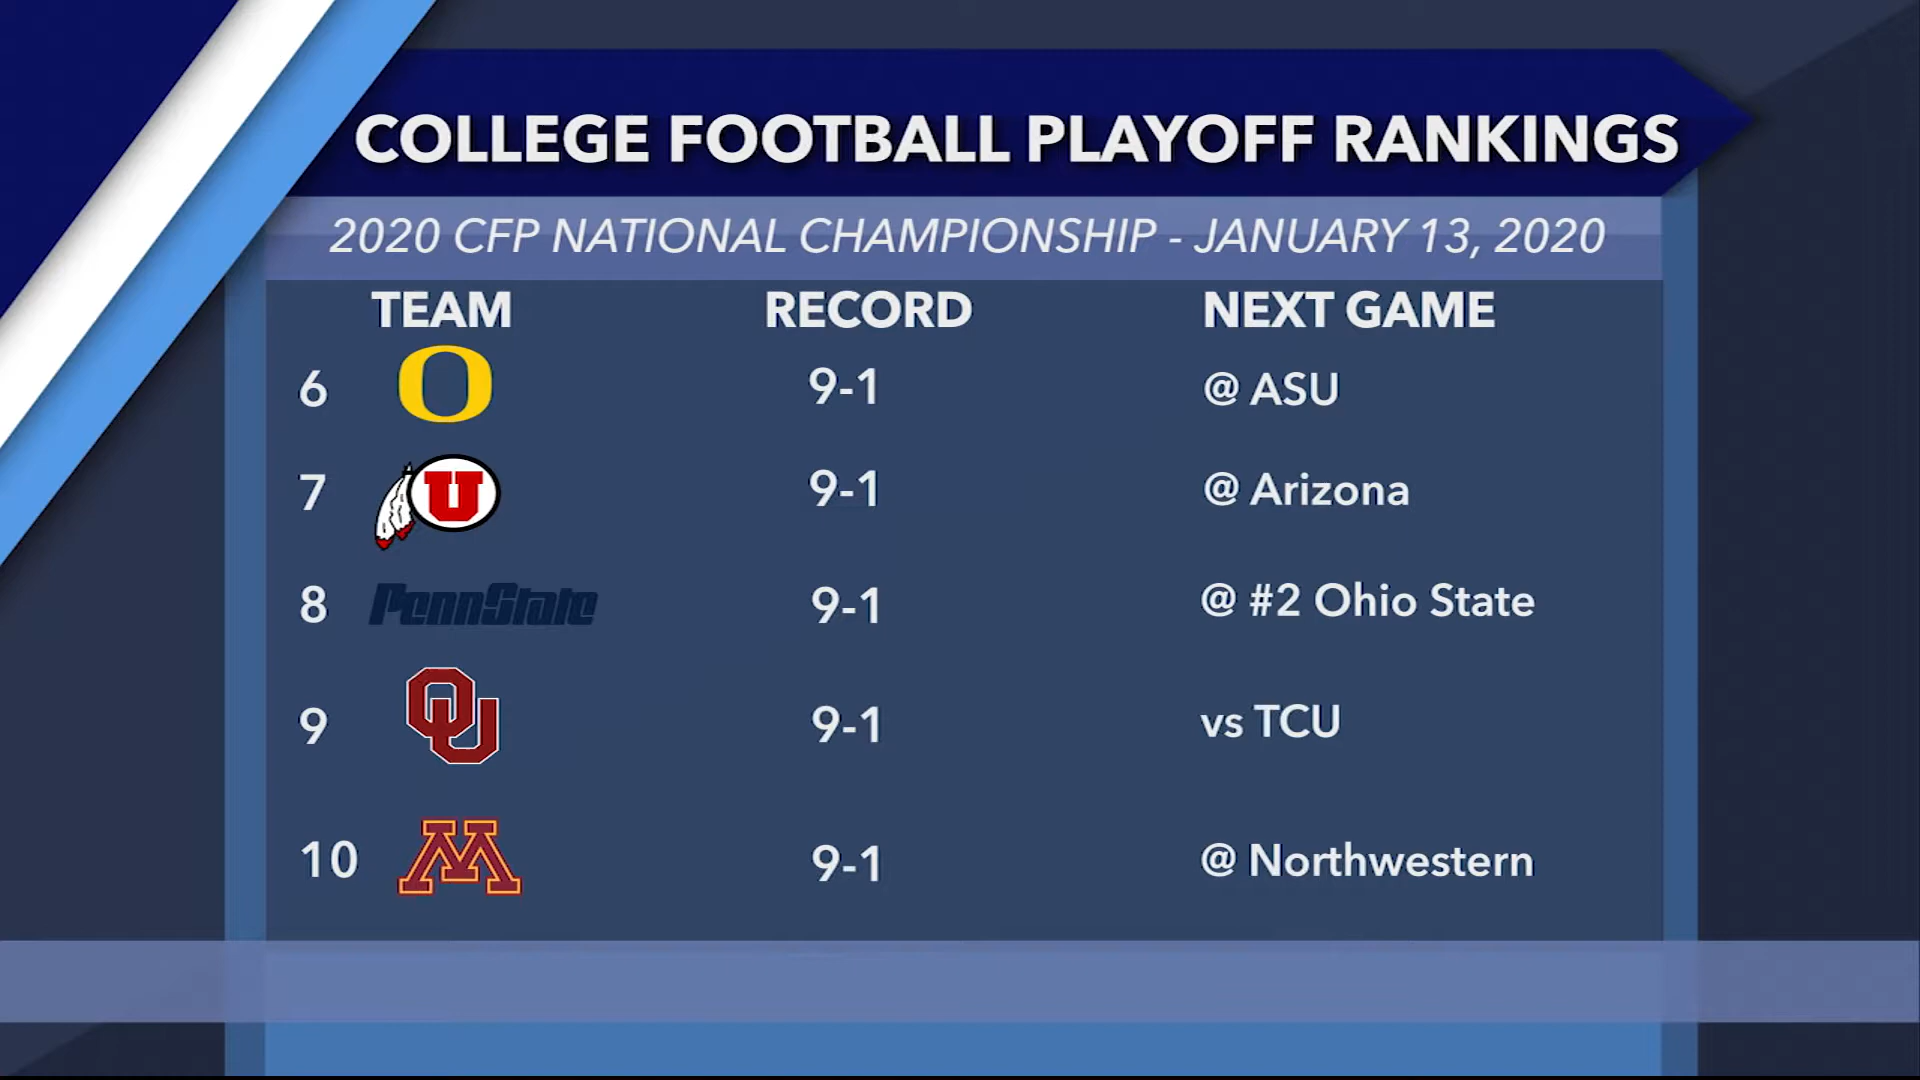 COLLEGE FOOTBALL PLAYOFF RANKINGS
2020 CFP NATIONAL CHAMPIONSHIP - JANUARY 13, 2020
TEAM RECORD NEXT GAME
6 O 9-1 @ ASU
7 U 9-1 @ Arizona
8 PennState 9-1 @ #2 Ohio State
9 OU 9-1 vs TCU
10 M 9-1 @ Northwestern